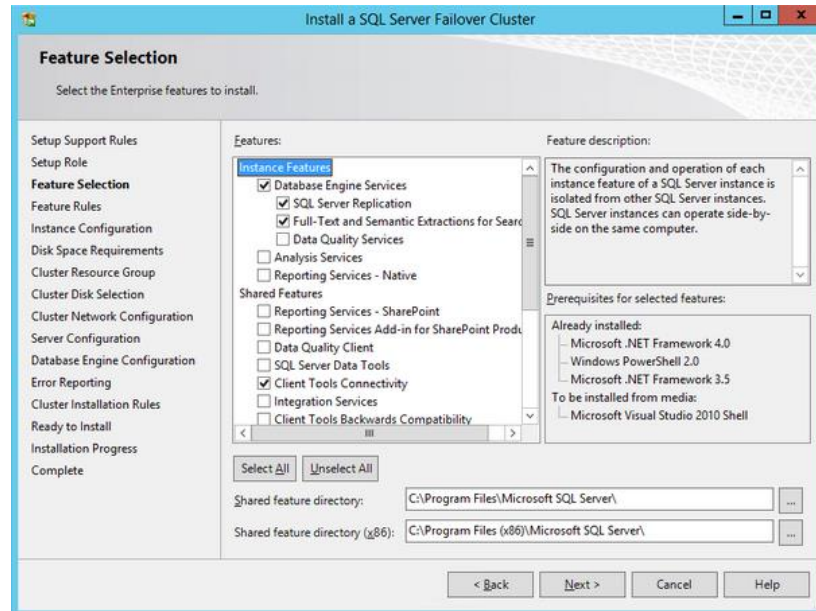 Install a SQL Server Failover Cluster
Feature Selection
Select the Enterprise features to install.
Setup Support Rules
Setup Role
Feature Selection
Feature Rules
Instance Configuration
Disk Space Requirements
Cluster Resource Group
Cluster Disk Selection
Cluster Network Configuration
Server Configuration
Database Engine Configuration
Error Reporting
Cluster Installation Rules
Ready to Install
Installation Progress
Complete
Features:
Instance Features
Database Engine Services
SQL Server Replication
Full-Text and Semantic Extractions for Searc
Data Quality Services
Analysis Services
Reporting Services - Native
Shared Features
Reporting Services - SharePoint
Reporting Services Add-in for SharePoint Produ
Data Quality Client
SQL Server Data Tools
Client Tools Connectivity
Integration Services
Client Tools Backwards Compatibility
Feature description:
The configuration and operation of each
instance feature of a SQL Server instance is
isolated from other SQL Server instances.
SQL Server instances can operate side-by-
side on the same computer.
Prerequisites for selected features:
Already installed:
Microsoft .NET Framework 4.0
Windows PowerShell 2.0
Microsoft .NET Framework 3.5
To be installed from media:
Microsoft Visual Studio 2010 Shell
Select All
Unselect All
Shared feature directory:
C:\Program Files\Microsoft SQL Server\
...
Shared feature directory (x86):
C:\Program Files (x86)\Microsoft SQL Server\
...
< Back
Next >
Cancel
Help